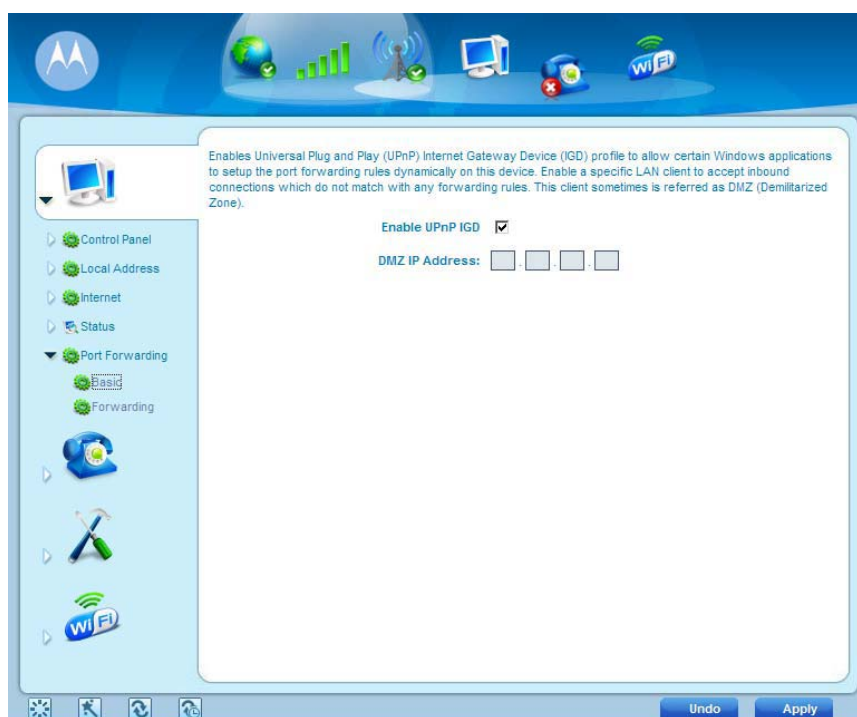 WiFi
Enables Universal Plug and Play (UPnP) Internet Gateway Device (IGD) profile to allow certain Windows applications
to setup the port forwarding rules dynamically on this device. Enable a specific LAN client to accept inbound
connections which do not match with any forwarding rules. This client sometimes is referred as DMZ (Demilitarized
Zone).
Enable UPnP IGD
DMZ IP Address: . . .
Control Panel
Local Address
Internet
Status
Port Forwarding
Basic
Forwarding
WiFi
Undo Apply